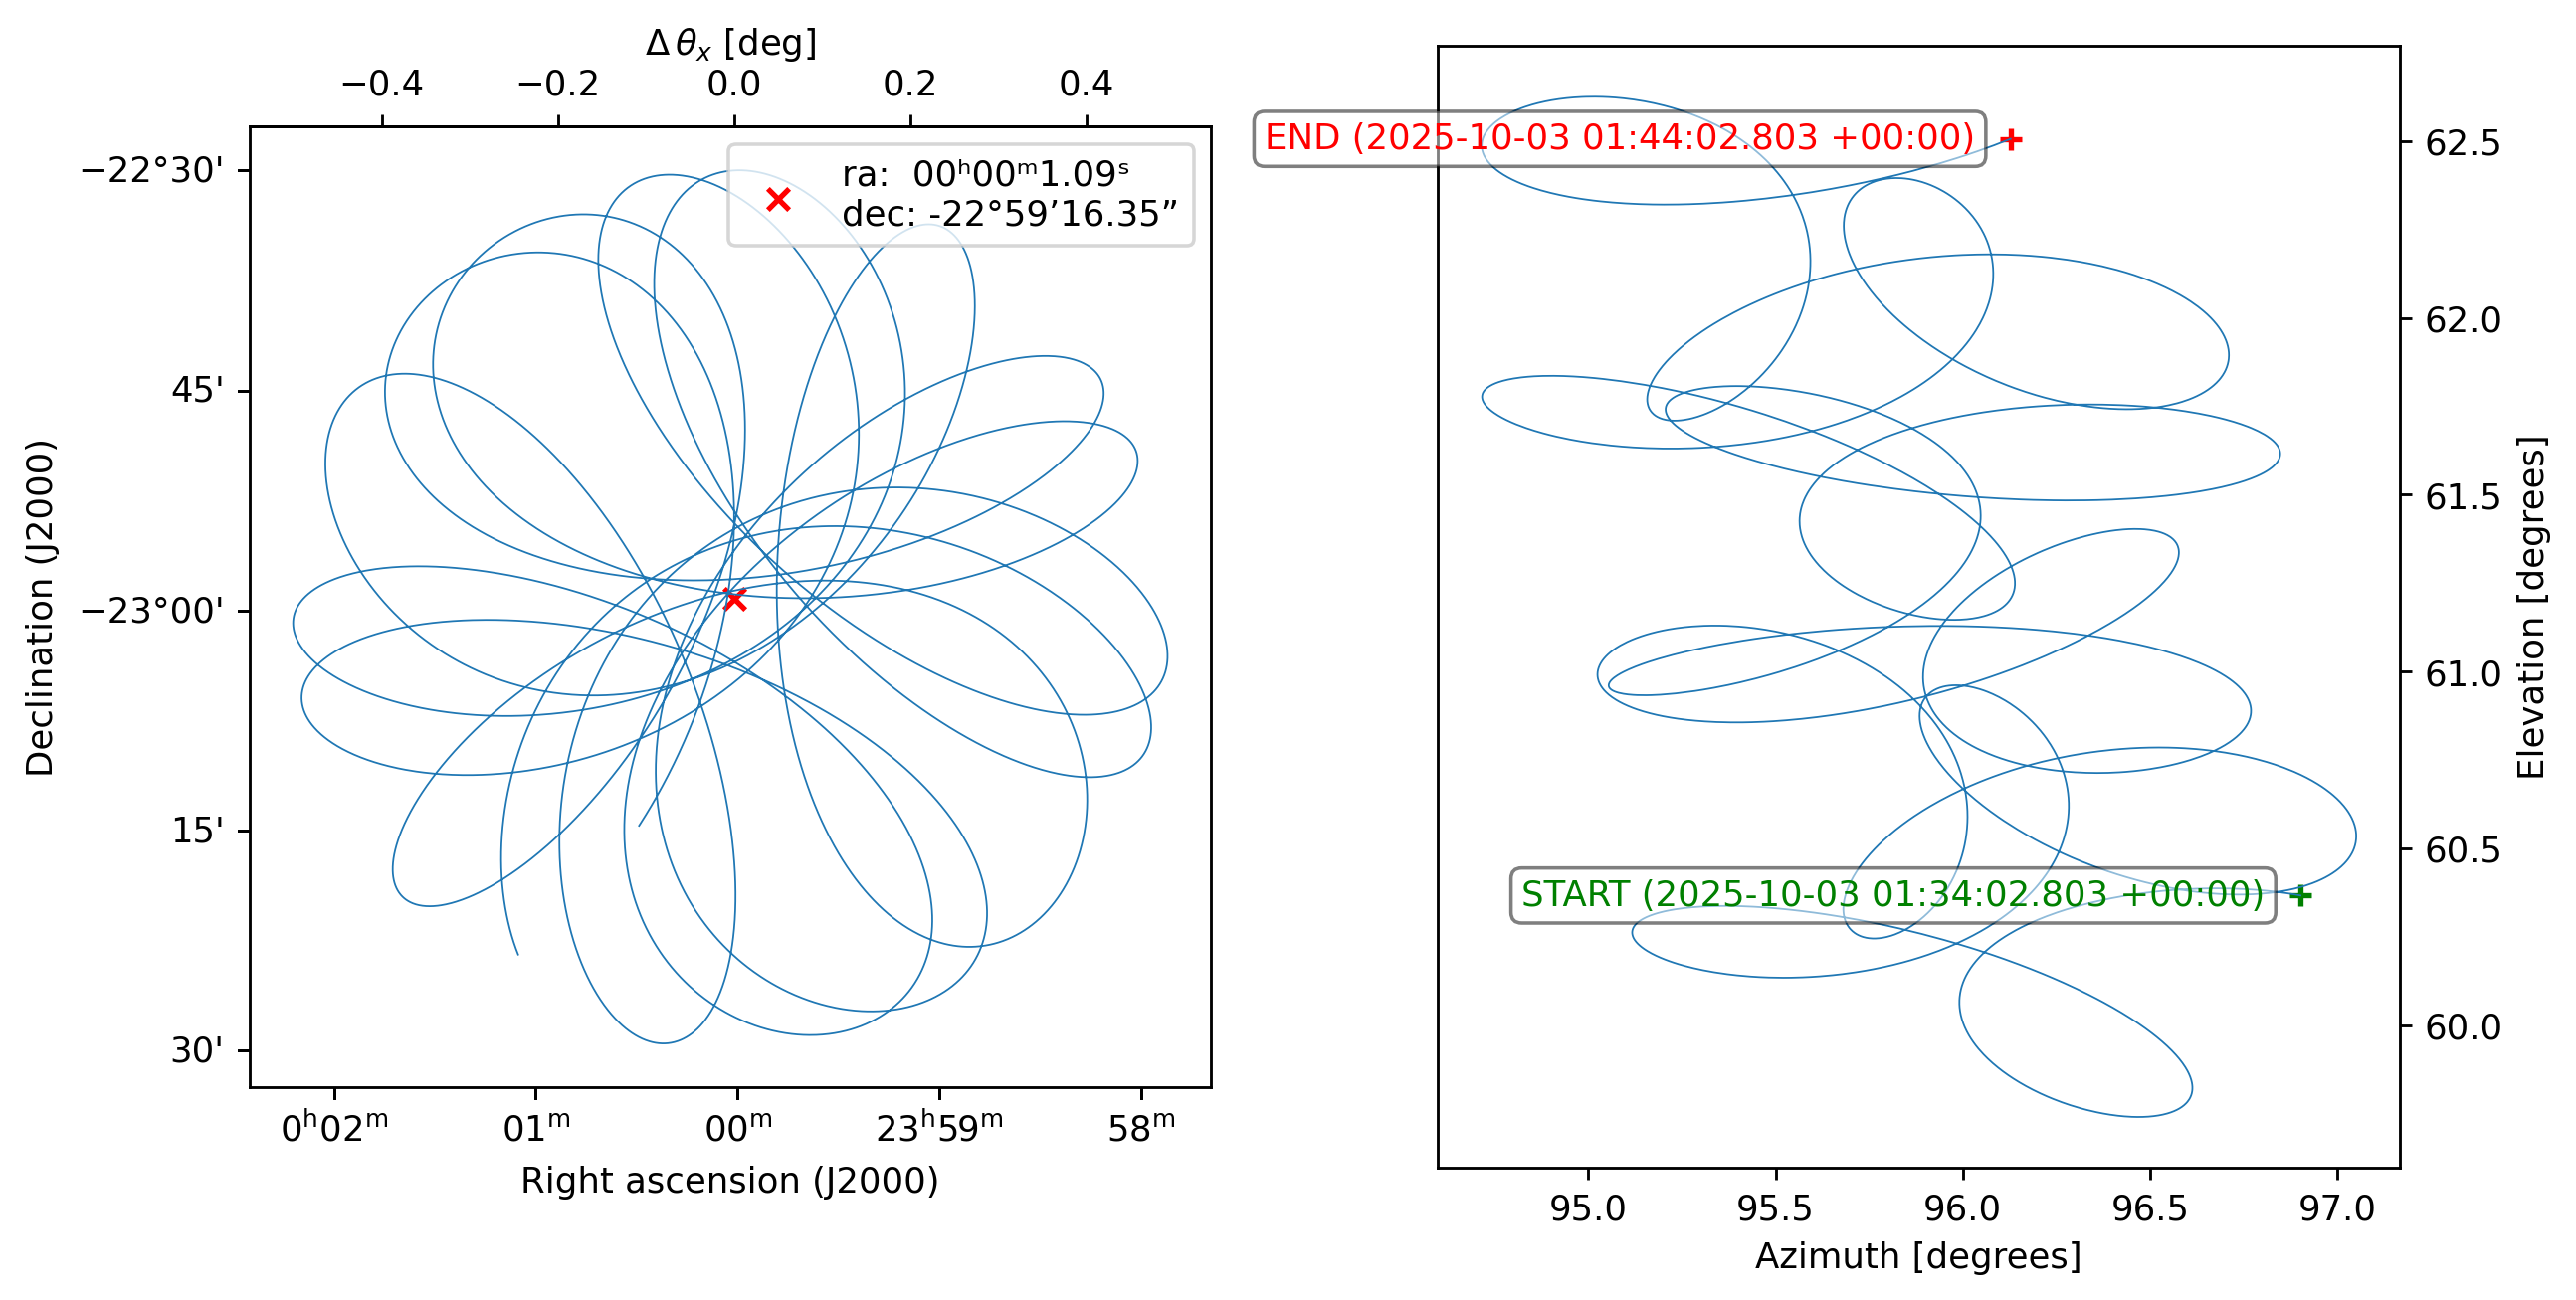 Δ θx [deg]
−0.4 −0.2 0.0 0.2 0.4
ra: 00ʰ00ᵐ1.09ˢ
dec: -22°59’16.35”
−22°30'
45'
−23°00'
15'
30'
Declination (J2000)
0ʰ02ᵐ 01ᵐ 00ᵐ 23ʰ59ᵐ 58ᵐ
Right ascension (J2000)
END (2025-10-03 01:44:02.803 +00:00)
START (2025-10-03 01:34:02.803 +00:00)
62.5
62.0
61.5
61.0
60.5
60.0
Elevation [degrees]
95.0 95.5 96.0 96.5 97.0
Azimuth [degrees]